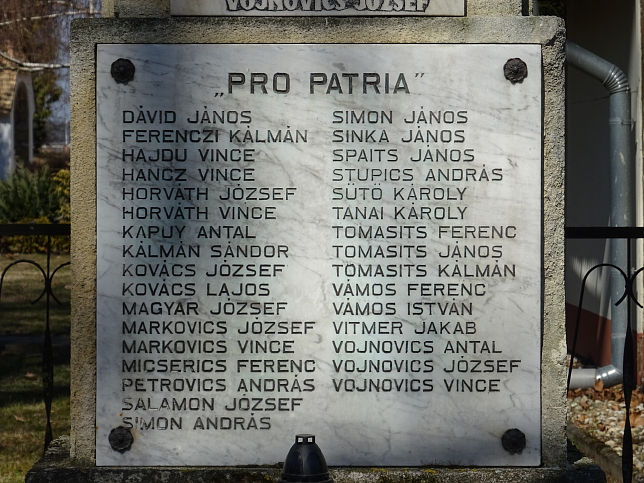 VOJNOVICS JÓZSEF
„PRO PATRIA”
DÁVID JÁNOS
FERENCZI KÁLMÁN
HAJDU VINCE
HANCZ VINCE
HORVÁTH JÓZSEF
HORVÁTH VINCE
KAPUY ANTAL
KÁLMÁN SÁNDOR
KOVÁCS JÓZSEF
KOVÁCS LAJOS
MAGYAR JÓZSEF
MARKOVICS JÓZSEF
MARKOVICS VINCE
MICSERICS FERENC
PETROVICS ANDRÁS
SALAMON JÓZSEF
SIMON ANDRÁS
SIMON JÁNOS
SINKA JÁNOS
SPAITS JÁNOS
STUPICS ANDRÁS
SÜTŐ KÁROLY
TANAI KÁROLY
TOMASITS FERENC
TOMASITS JÁNOS
TÖMASITS KÁLMÁN
VÁMOS FERENC
VÁMOS ISTVÁN
VITMER JAKAB
VOJNOVICS ANTAL
VOJNOVICS JÓZSEF
VOJNOVICS VINCE